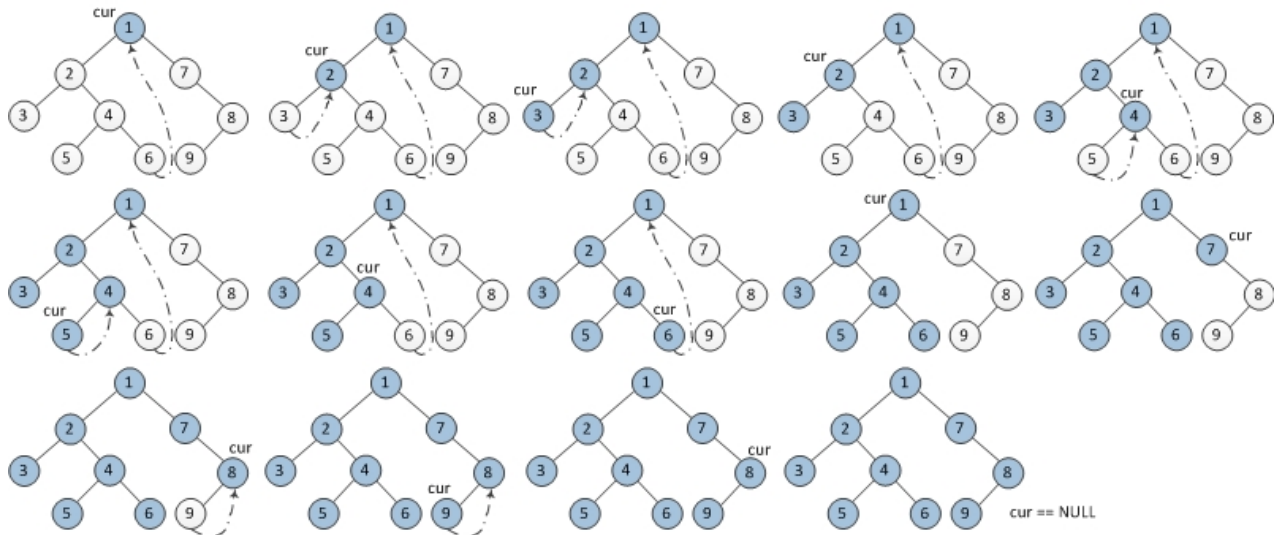 cur 1 1 1 1 1
cur cur
2 7 2 7 2 7 2 7 2 7
cur cur
3 4 8 3 4 8 3 4 8 3 4 8 3 4 8
5 6 9 5 6 9 5 6 9 5 6 9 5 6 9
1 1 1 cur 1 1
2 7 2 7 2 7 2 7 2 7 cur
cur
3 4 8 3 4 8 3 4 8 3 4 8 3 4 8
cur cur
5 6 9 5 6 9 5 6 9 5 6 9 5 6 9
1 1 1 1
2 7 2 7 2 7 2 7
cur cur
3 4 8 3 4 8 3 4 8 3 4 8
cur
5 6 9 5 6 9 5 6 9 5 6 9 cur == NULL